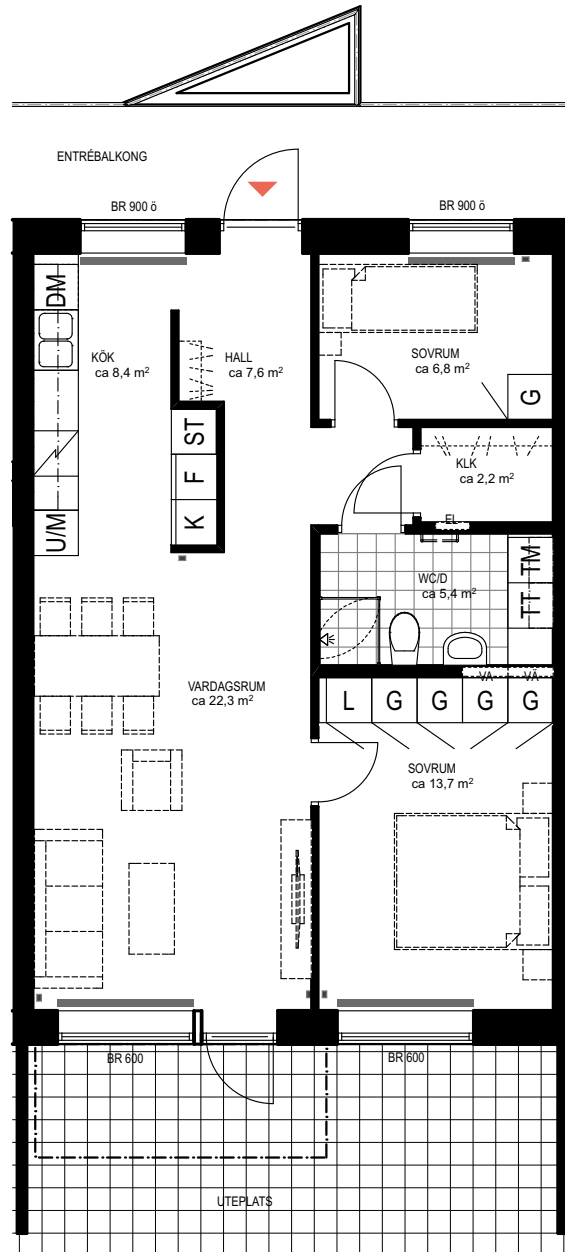 ENTRÉBALKONG
BR 900 ö
BR 900 ö
DM
KÖK
ca 8,4 m²
HALL
ca 7,6 m²
SOVRUM
ca 6,8 m²
G
ST
F
K
U/M
KLK
ca 2,2 m²
EL
WC/D
ca 5,4 m²
TM
TT
VA
VÄ
VARDAGSRUM
ca 22,3 m²
L
G
G
G
G
SOVRUM
ca 13,7 m²
BR 600
BR 600
UTEPLATS